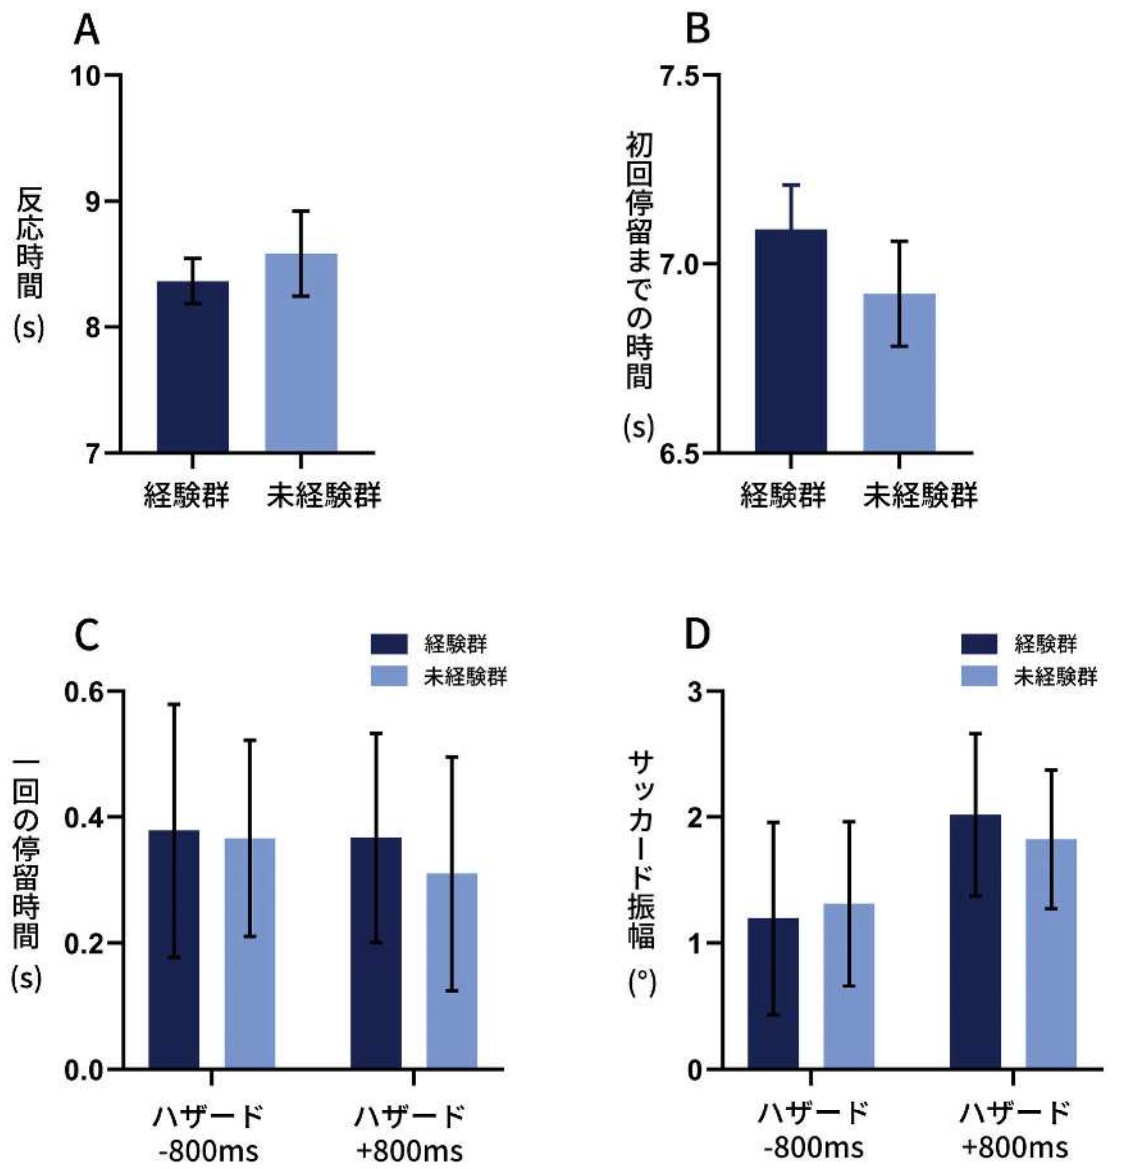 A
10
9
8
7
反応時間
(s)
経験群
未経験群
B
7.5
7.0
6.5
初回停留までの時間
(s)
経験群
未経験群
C
経験群
未経験群
0.6
0.4
0.2
0.0
一回の停留時間
(s)
ハザード
-800ms
ハザード
+800ms
D
経験群
未経験群
3
2
1
0
サッカード振幅
(°)
ハザード
-800ms
ハザード
+800ms